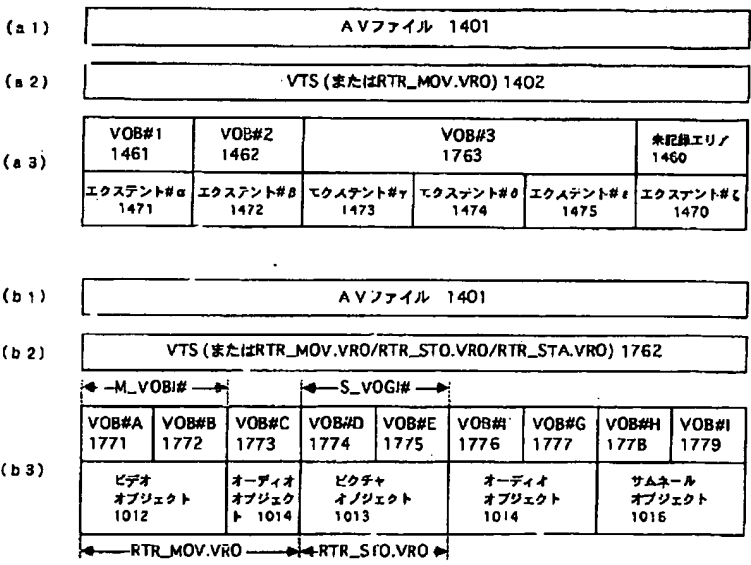 (a1)
AVファイル 1401
(a2)
VTS (またはRTR_MOV.VRO) 1402
(a3)
VOB#1 VOB#2 VOB#3 未記録エリア
1461 1462 1763 1460
エクステント#α エクステント#β エクステント#γ エクステント#δ エクステント#ε エクステント#ζ
1471 1472 1473 1474 1475 1470
(b1)
AVファイル 1401
(b2)
VTS (またはRTR_MOV.VRO/RTR_STO.VRO/RTR_STA.VRO) 1762
M_VOBI# S_VOGI#
(b3)
VOB#A VOB#B VOB#C VOB#D VOB#E VOB#F VOB#G VOB#H VOB#I
1771 1772 1773 1774 1775 1776 1777 1778 1779
ビデオ オーディオ ピクチャ オーディオ サムネール
オブジェクト オブジェク オブジェクト オブジェクト オブジェクト
1012 ト 1014 1013 1014 1016
RTR_MOV.VRO RTR_STO.VRO